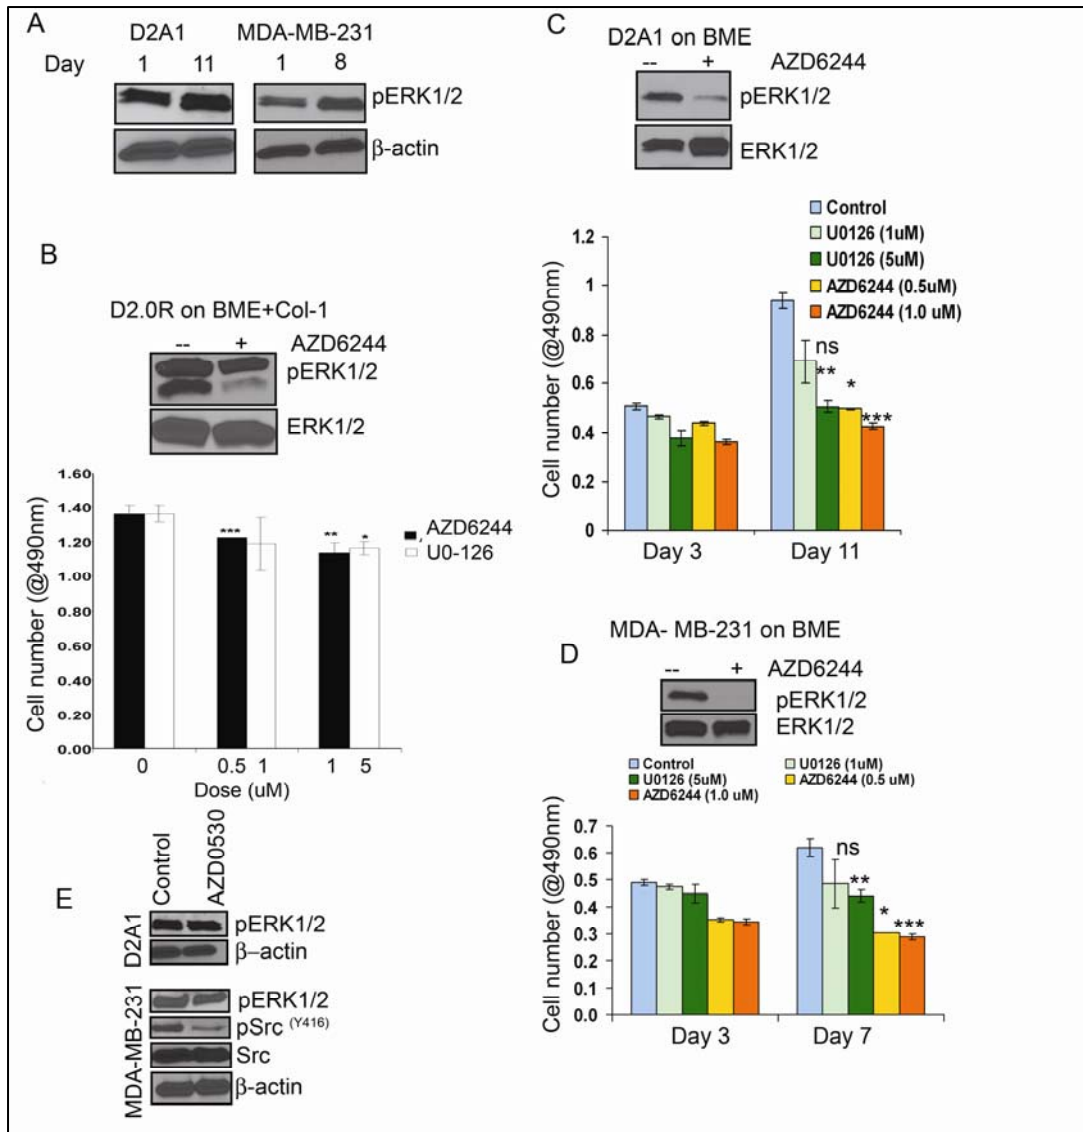 A
D2A1 MDA-MB-231
Day 1 11 1 8
pERK1/2
β-actin
B
D2.0R on BME+Col-1
-- + AZD6244
pERK1/2
ERK1/2
Cell number (@490nm)
1.60
1.40
1.20
1.00
0.80
0.60
0.40
0.20
0.00
*** ** *
AZD6244
U0-126
0 0.5 1 1 5
Dose (uM)
C
D2A1 on BME
-- + AZD6244
pERK1/2
ERK1/2
Control
U0126 (1uM)
U0126 (5uM)
AZD6244 (0.5uM)
AZD6244 (1.0 uM)
Cell number (@490nm)
1.2
1
0.8
0.6
0.4
0.2
0
ns
** * ***
Day 3 Day 11
D
MDA- MB-231 on BME
-- + AZD6244
pERK1/2
ERK1/2
Control U0126 (1uM)
U0126 (5uM) AZD6244 (0.5 uM)
AZD6244 (1.0 uM)
Cell number (@490nm)
0.7
0.6
0.5
0.4
0.3
0.2
0.1
0
ns
** * ***
Day 3 Day 7
E
Control AZD0530
D2A1
pERK1/2
β–actin
MDA-MB-231
pERK1/2
pSrc (Y416)
Src
β-actin